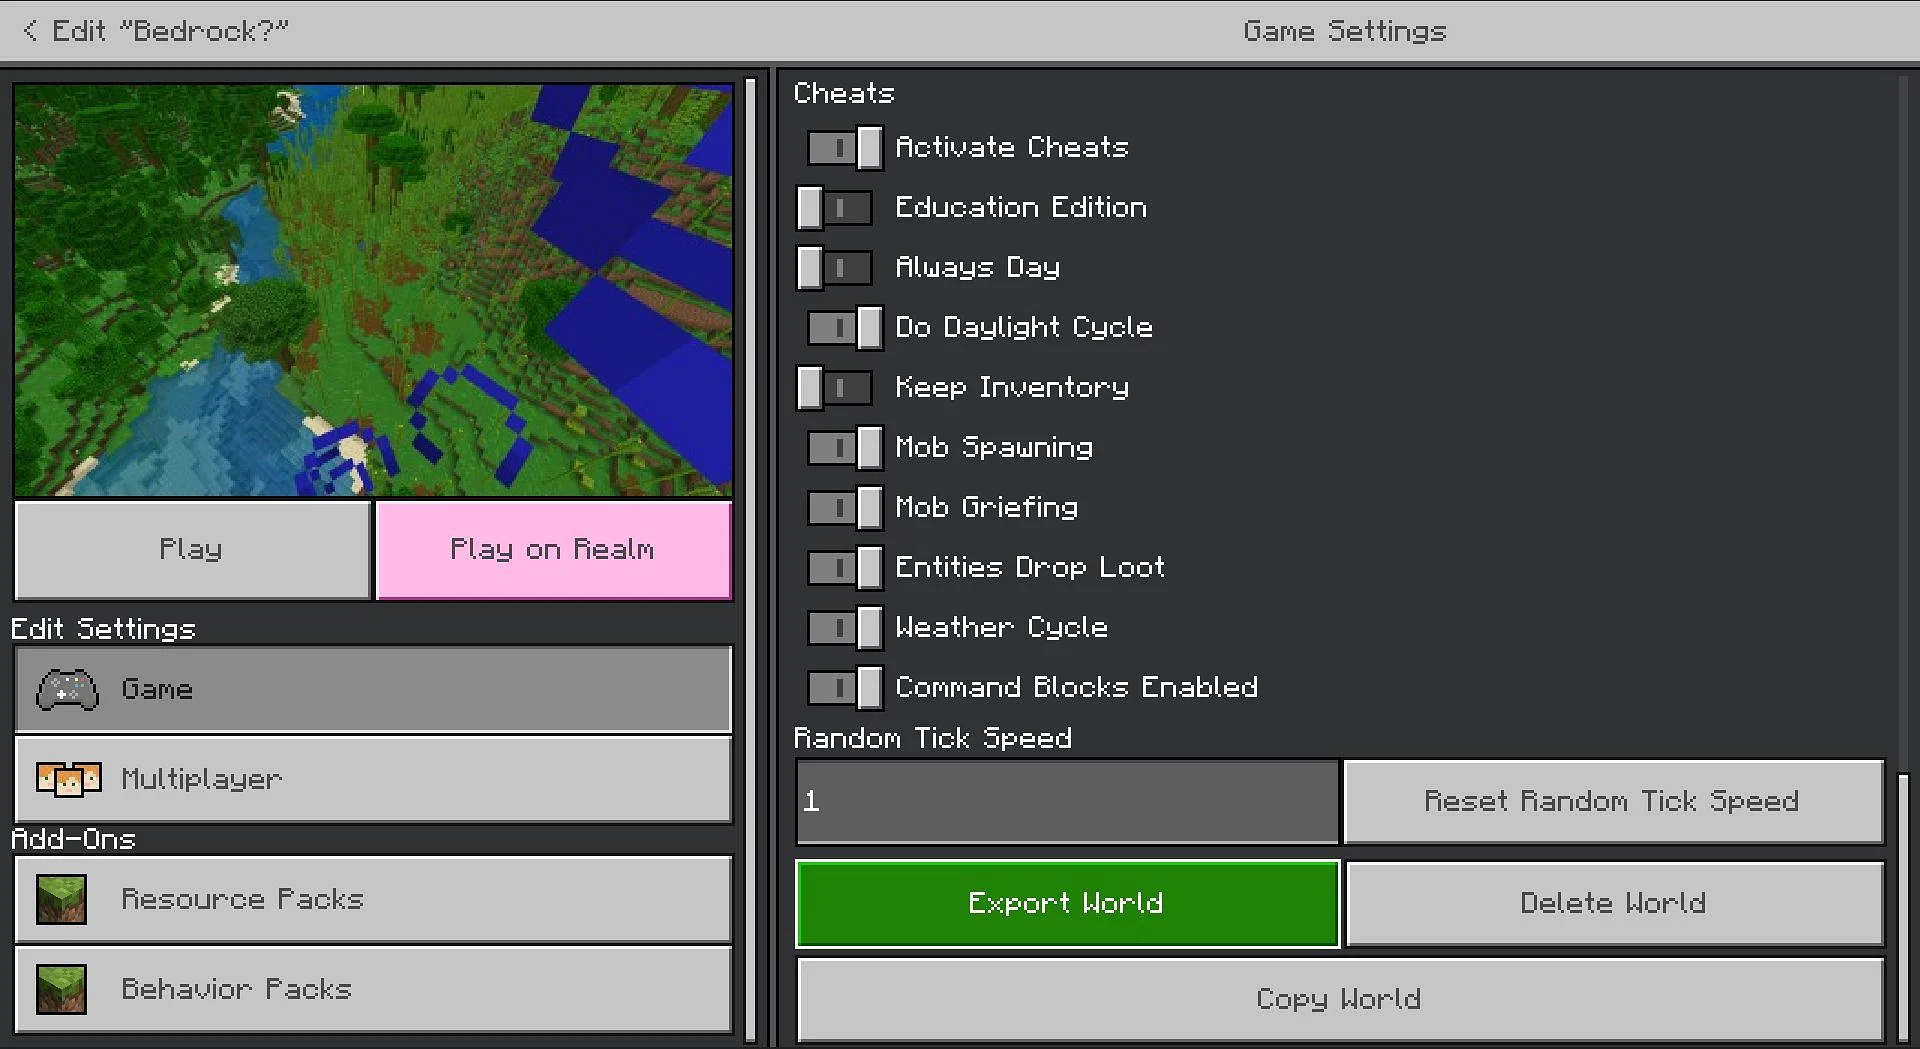 < Edit "Bedrock?"
Game Settings
Play
Play on Realm
Edit Settings
Game
Multiplayer
Add-Ons
Resource Packs
Behavior Packs
Cheats
Activate Cheats
Education Edition
Always Day
Do Daylight Cycle
Keep Inventory
Mob Spawning
Mob Griefing
Entities Drop Loot
Weather Cycle
Command Blocks Enabled
Random Tick Speed
1
Reset Random Tick Speed
Export World
Delete World
Copy World